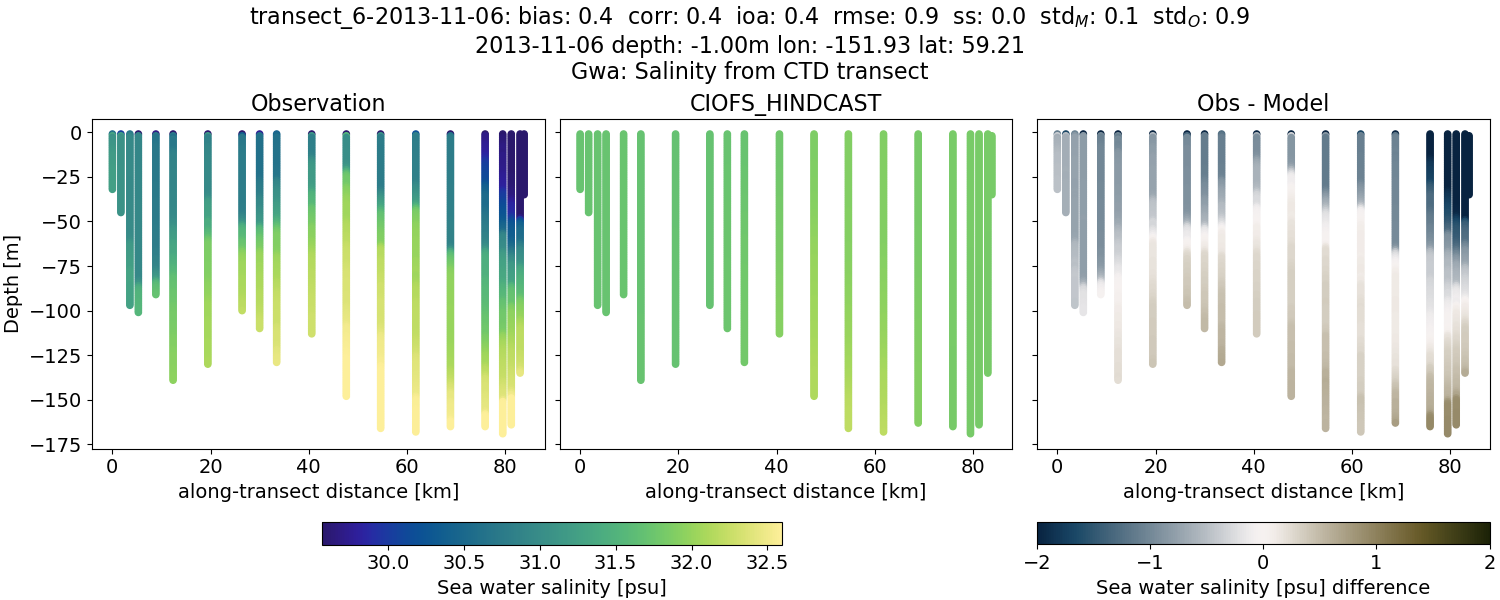 transect_6-2013-11-06: bias: 0.4 corr: 0.4 ioa: 0.4 rmse: 0.9 ss: 0.0 std_M: 0.1 std_O: 0.9
2013-11-06 depth: -1.00m lon: -151.93 lat: 59.21
Gwa: Salinity from CTD transect
Observation
CIOFS_HINDCAST
Obs - Model
Depth [m]
0
−25
−50
−75
−100
−125
−150
−175
0 20 40 60 80
0 20 40 60 80
0 20 40 60 80
along-transect distance [km]
along-transect distance [km]
along-transect distance [km]
30.0 30.5 31.0 31.5 32.0 32.5
Sea water salinity [psu]
−2 −1 0 1 2
Sea water salinity [psu] difference